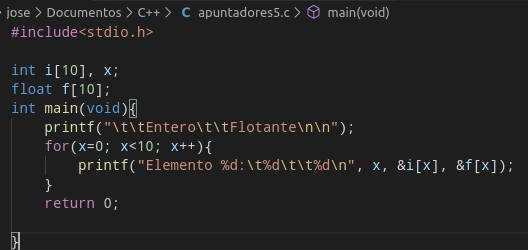 jose > Documentos > C++ > C apuntadores5.c > main(void)
#include<stdio.h>

int i[10], x;
float f[10];
int main(void){
    printf("\t\tEntero\t\tFlotante\n\n");
    for(x=0; x<10; x++){
        printf("Elemento %d:\t%d\t\t%d\n", x, &i[x], &f[x]);
    }
    return 0;

}